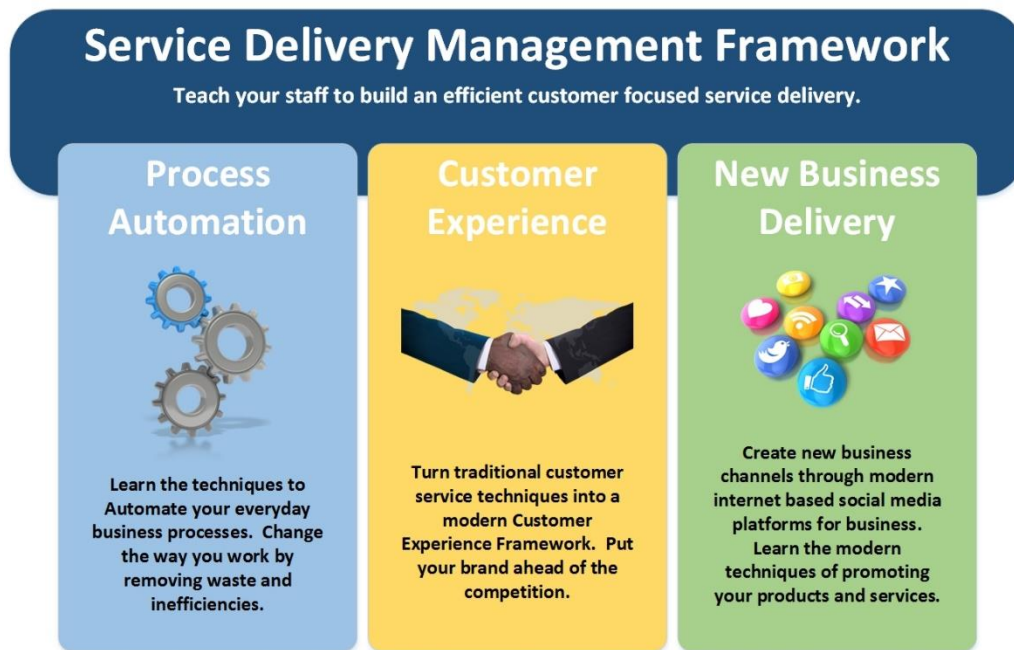 Service Delivery Management Framework
Teach your staff to build an efficient customer focused service delivery.
Process
Automation
Learn the techniques to
Automate your everyday
business processes.  Change
the way you work by
removing waste and
inefficiencies.
Customer
Experience
Turn traditional customer
service techniques into a
modern Customer
Experience Framework.  Put
your brand ahead of the
competition.
New Business
Delivery
Create new business
channels through modern
internet based social media
platforms for business.
Learn the modern
techniques of promoting
your products and services.